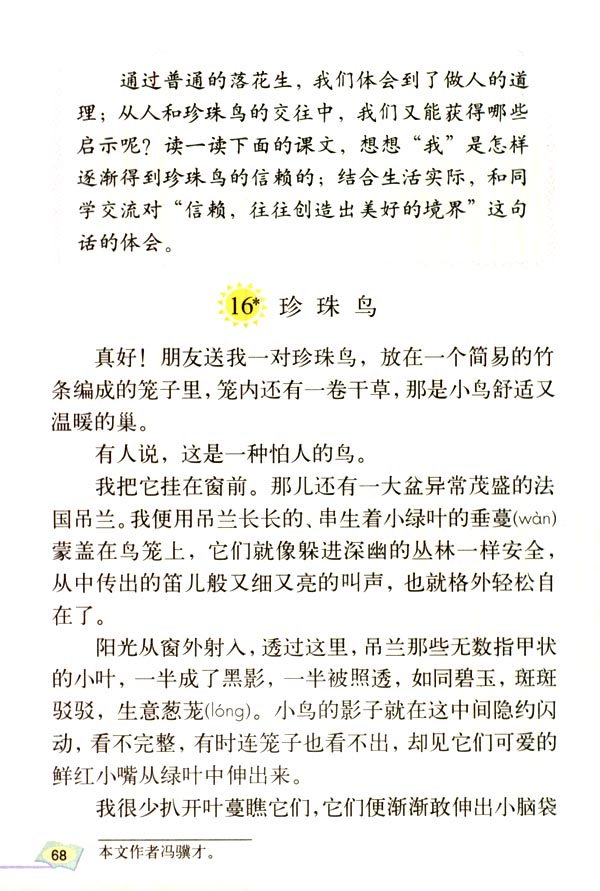 通过普通的落花生，我们体会到了做人的道
理；从人和珍珠鸟的交往中，我们又能获得哪些
启示呢？读一读下面的课文，想想“我”是怎样
逐渐得到珍珠鸟的信赖的；结合生活实际，和同
学交流对“信赖，往往创造出美好的境界”这句
话的体会。
16* 珍珠鸟
真好！朋友送我一对珍珠鸟，放在一个简易的竹
条编成的笼子里，笼内还有一卷干草，那是小鸟舒适又
温暖的巢。
有人说，这是一种怕人的鸟。
我把它挂在窗前。那儿还有一大盆异常茂盛的法
国吊兰。我便用吊兰长长的、串生着小绿叶的垂蔓(wàn)
蒙盖在鸟笼上，它们就像躲进深幽的丛林一样安全，
从中传出的笛儿般又细又亮的叫声，也就格外轻松自
在了。
阳光从窗外射入，透过这里，吊兰那些无数指甲状
的小叶，一半成了黑影，一半被照透，如同碧玉，斑斑
驳驳，生意葱茏(lóng)。小鸟的影子就在这中间隐约闪
动，看不完整，有时连笼子也看不出，却见它们可爱的
鲜红小嘴从绿叶中伸出来。
我很少扒开叶蔓瞧它们，它们便渐渐敢伸出小脑袋
本文作者冯骥才。
68